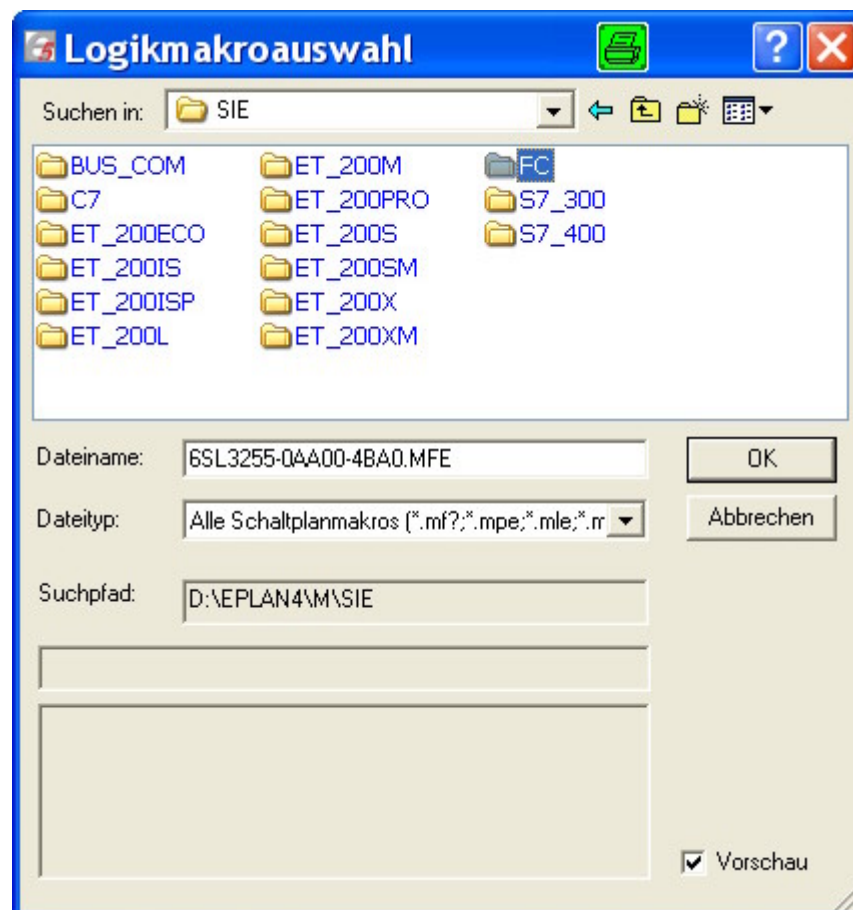 Logikmakroauswahl
Suchen in: SIE
BUS_COM ET_200M FC
C7 ET_200PRO S7_300
ET_200ECO ET_200S S7_400
ET_200IS ET_200SM
ET_200ISP ET_200X
ET_200L ET_200XM
Dateiname: 6SL3255-0AA00-4BA0.MFE OK
Dateityp: Alle Schaltplanmakros (*.mf?;*.mpe;*.mle;*.m Abbrechen
Suchpfad: D:\EPLAN4\M\SIE
Vorschau